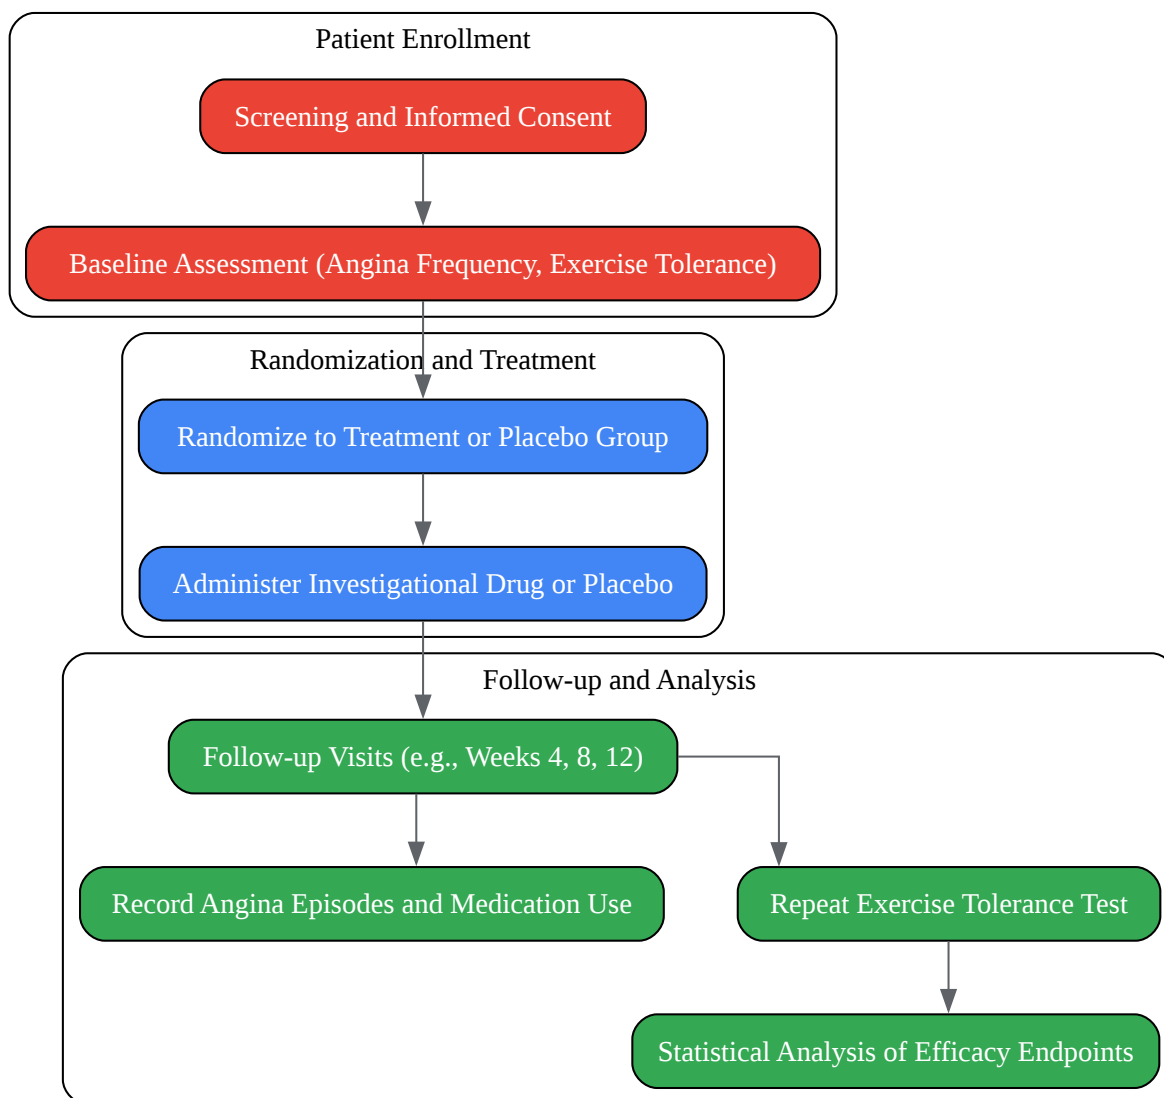 Patient Enrollment
Screening and Informed Consent
Baseline Assessment (Angina Frequency, Exercise Tolerance)
Randomization and Treatment
Randomize to Treatment or Placebo Group
Administer Investigational Drug or Placebo
Follow-up and Analysis
Follow-up Visits (e.g., Weeks 4, 8, 12)
Record Angina Episodes and Medication Use
Repeat Exercise Tolerance Test
Statistical Analysis of Efficacy Endpoints